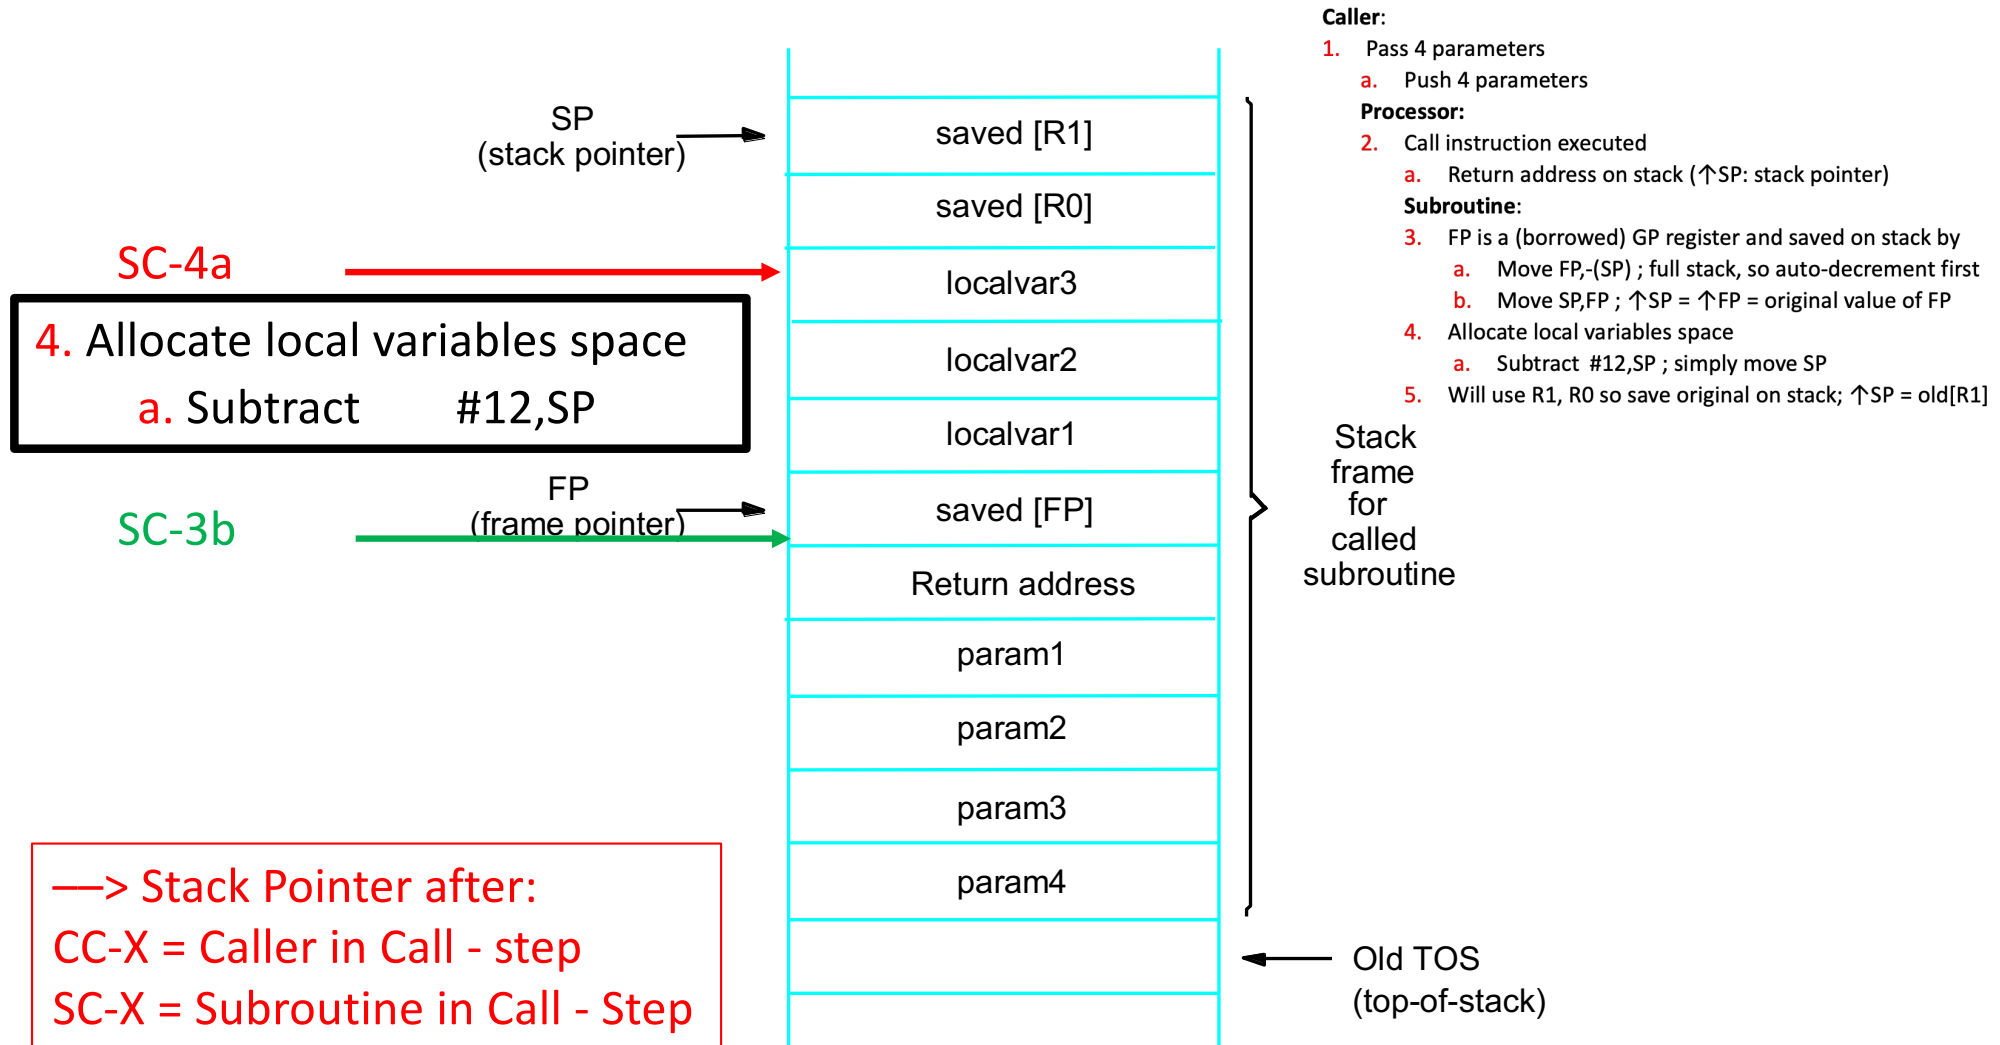 Caller:
1. Pass 4 parameters
a. Push 4 parameters
Processor:
2. Call instruction executed
a. Return address on stack (↑SP: stack pointer)
Subroutine:
3. FP is a (borrowed) GP register and saved on stack by
a. Move FP,-(SP) ; full stack, so auto-decrement first
b. Move SP,FP ; ↑SP = ↑FP = original value of FP
4. Allocate local variables space
a. Subtract #12,SP ; simply move SP
5. Will use R1, R0 so save original on stack; ↑SP = old[R1]
SP
(stack pointer)
SC-4a
4. Allocate local variables space
a. Subtract #12,SP
FP
(frame pointer)
SC-3b
saved [R1]
saved [R0]
localvar3
localvar2
localvar1
saved [FP]
Return address
param1
param2
param3
param4
Stack
frame
for
called
subroutine
Old TOS
(top-of-stack)
—> Stack Pointer after:
CC-X = Caller in Call - step
SC-X = Subroutine in Call - Step